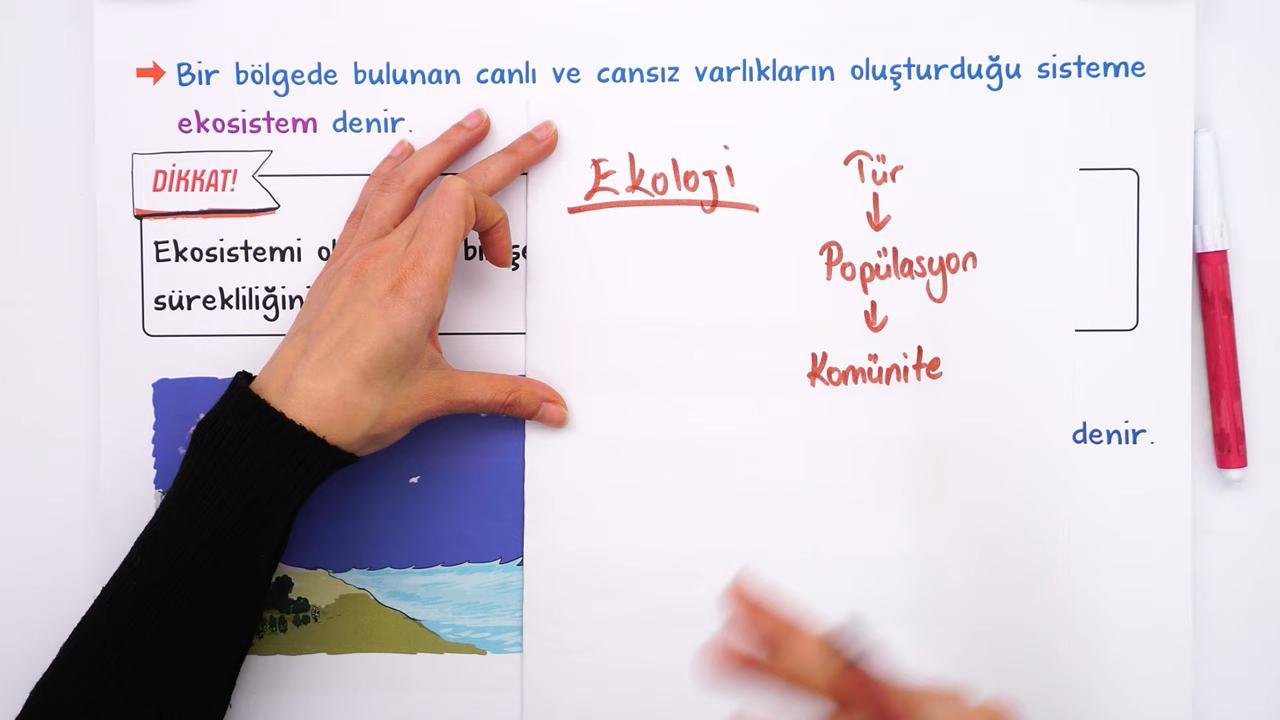 Bir bölgede bulunan canlı ve cansız varlıkların oluşturduğu sisteme
ekosistem denir.
DİKKAT!
Ekosistemi
sürekliliğin
Ekoloji
Tür
↓
Popülasyon
↓
Komünite
denir.